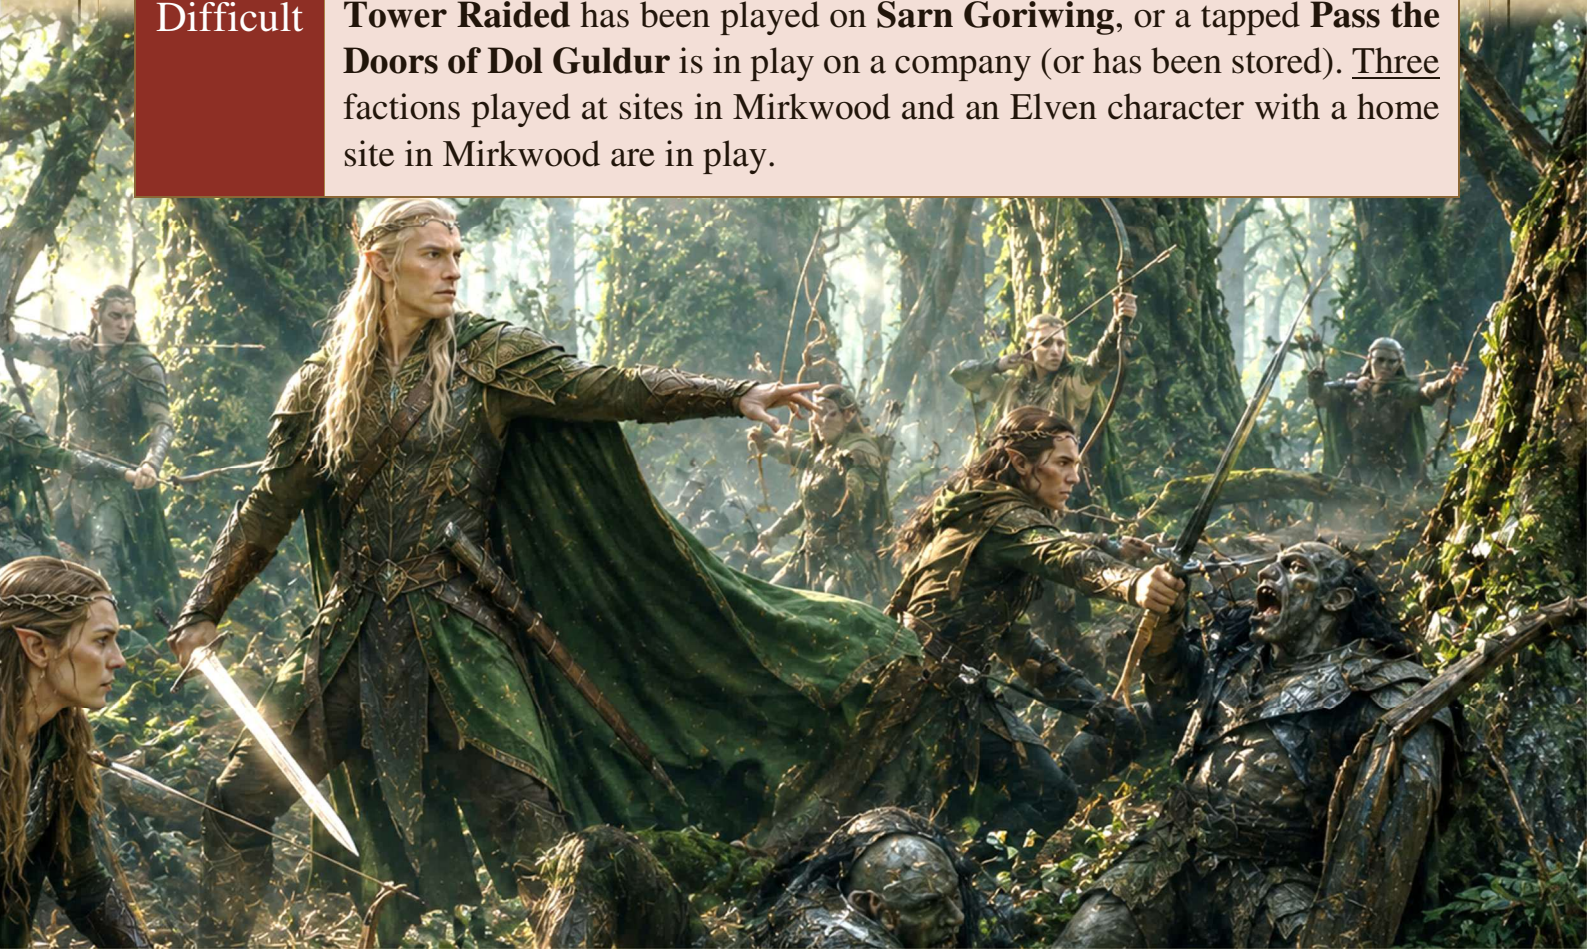 Difficult
Tower Raided has been played on Sarn Goriwing, or a tapped Pass the
Doors of Dol Guldur is in play on a company (or has been stored). Three
factions played at sites in Mirkwood and an Elven character with a home
site in Mirkwood are in play.